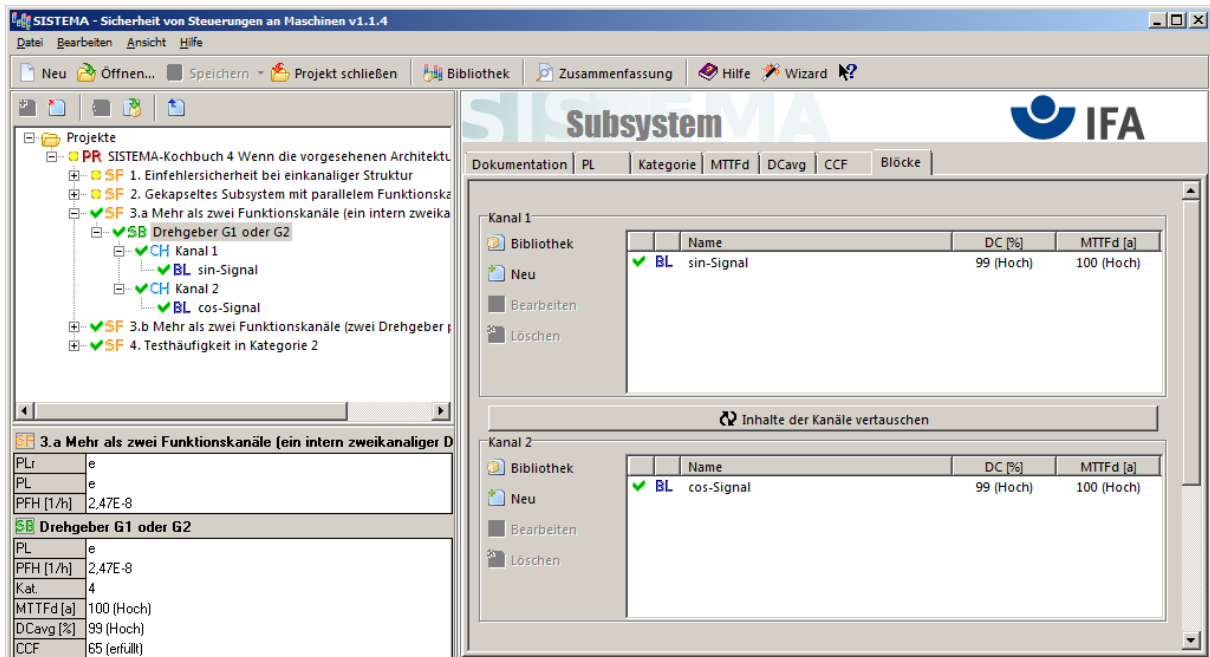 SISTEMA - Sicherheit von Steuerungen an Maschinen v1.1.4
Datei Bearbeiten Ansicht Hilfe
Neu Öffnen... Speichern Projekt schließen Bibliothek Zusammenfassung Hilfe Wizard
Projekte
PR SISTEMA-Kochbuch 4 Wenn die vorgesehenen Architektu
SF 1. Einfehlersicherheit bei einkanaliger Struktur
SF 2. Gekapseltes Subsystem mit parallelem Funktionska
SF 3.a Mehr als zwei Funktionskanäle (ein intern zweika
SB Drehgeber G1 oder G2
CH Kanal 1
BL sin-Signal
CH Kanal 2
BL cos-Signal
SF 3.b Mehr als zwei Funktionskanäle (zwei Drehgeber p
SF 4. Testhäufigkeit in Kategorie 2
SF 3.a Mehr als zwei Funktionskanäle (ein intern zweikanaliger D
PLr e
PL e
PFH [1/h] 2,47E-8
SB Drehgeber G1 oder G2
PL e
PFH [1/h] 2,47E-8
Kat. 4
MTTFd [a] 100 (Hoch)
DCavg [%] 99 (Hoch)
CCF 65 (erfüllt)
SISTEMA
Subsystem
IFA
Dokumentation PL Kategorie MTTFd DCavg CCF Blöcke
Kanal 1
Bibliothek
Neu
Bearbeiten
Löschen
Name DC [%] MTTFd [a]
BL sin-Signal 99 (Hoch) 100 (Hoch)
Inhalte der Kanäle vertauschen
Kanal 2
Bibliothek
Neu
Bearbeiten
Löschen
Name DC [%] MTTFd [a]
BL cos-Signal 99 (Hoch) 100 (Hoch)